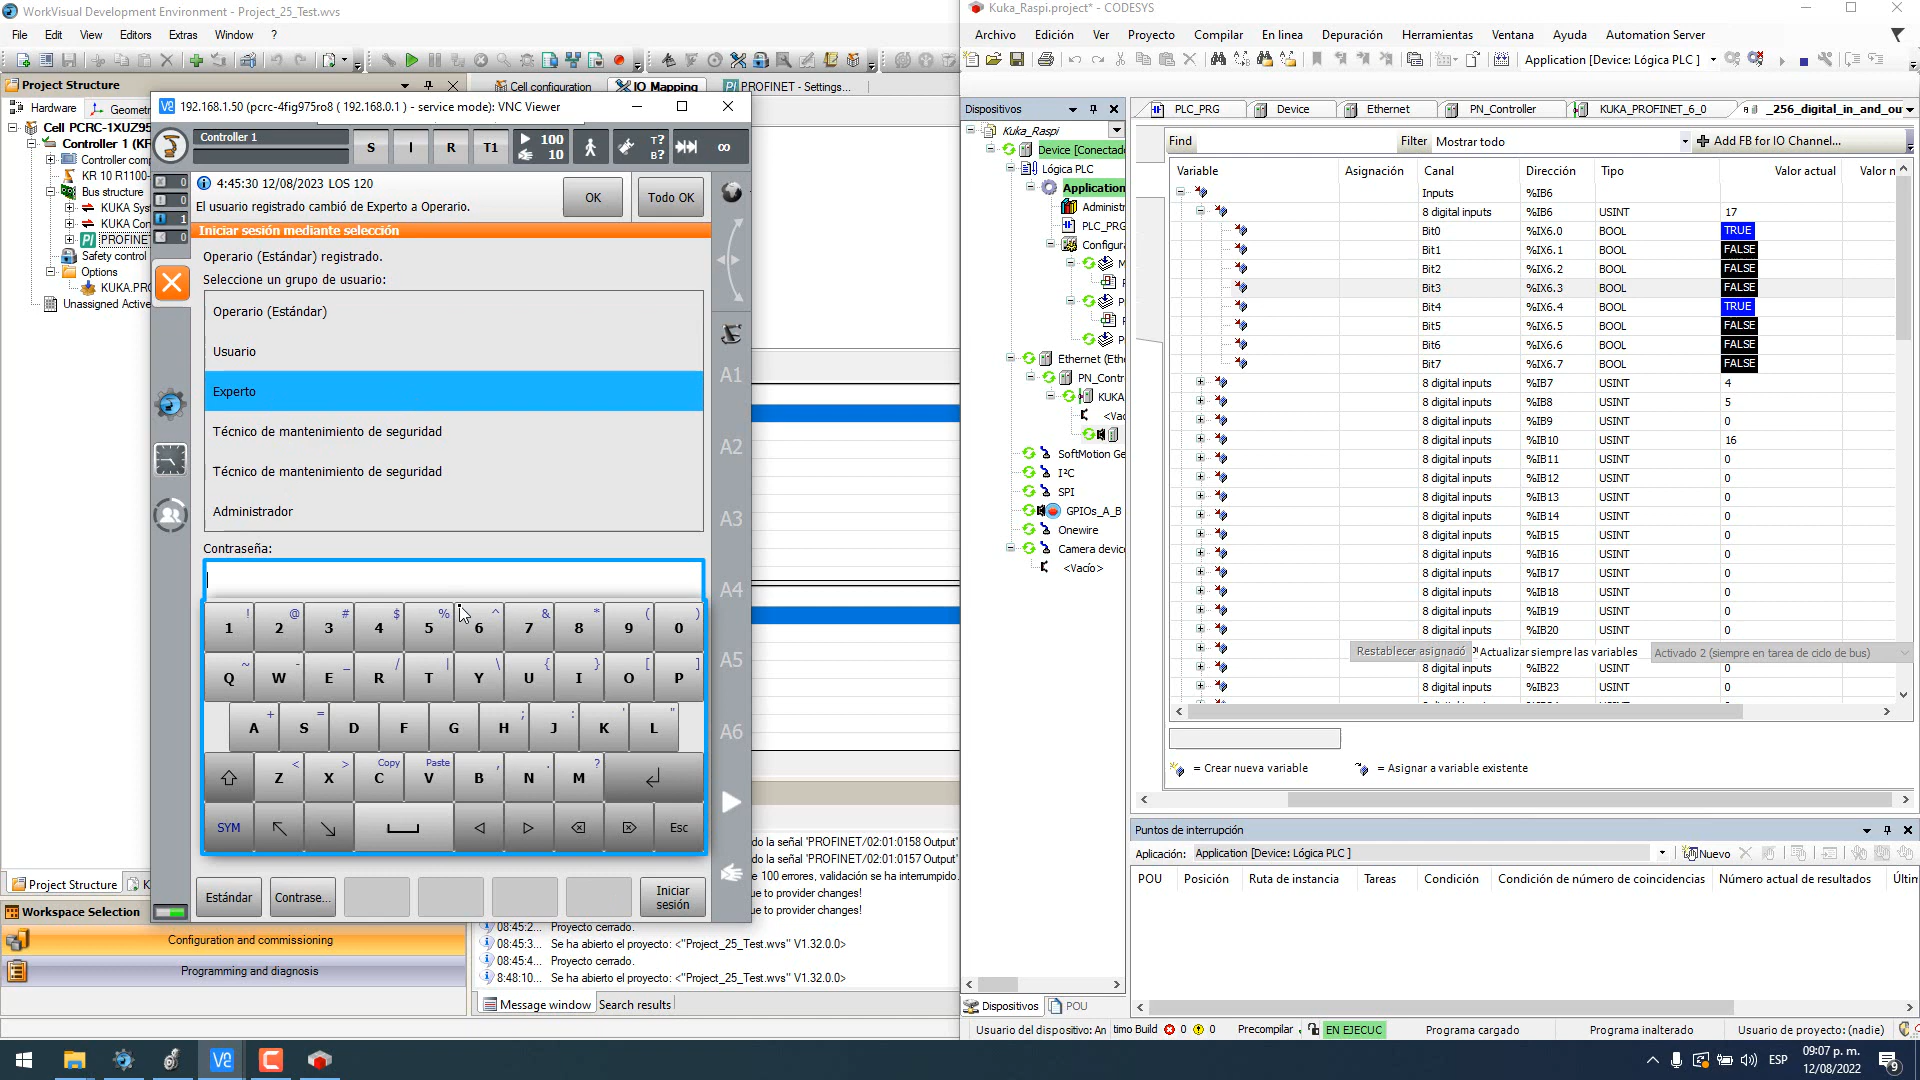 WorkVisual Development Environment - Project_25_Test.wvs
File Edit View Editors Extras Window ?
Project Structure
Hardware Geomet
Cell PCRC-1XUZ95
Controller 1 (KR
Controller comp
KR 10 R1100-
Bus structure
KUKA Sys
KUKA Con
PROFINET
Safety control
Options
KUKA.PRO
Unassigned Active
Project Structure
Workspace Selection
Configuration and commissioning
Programming and diagnosis
Cell configuration IO Mapping PROFINET - Settings...
192.168.1.50 (pcrc-4fig975ro8 ( 192.168.0.1 ) - service mode): VNC Viewer
Controller 1
S I R T1 100 10 T? B? ∞
4:45:30 12/08/2023 LOS 120
El usuario registrado cambió de Experto a Operario.
OK Todo OK
Iniciar sesión mediante selección
Operario (Estándar) registrado.
Seleccione un grupo de usuario:
Operario (Estándar)
Usuario
Experto
Técnico de mantenimiento de seguridad
Técnico de mantenimiento de seguridad
Administrador
Contraseña:
A1
A2
A3
A4
A5
A6
! @ # $ % ^ & * ( )
1 2 3 4 5 6 7 8 9 0
~ - _ / | \ { } [ ]
Q W E R T Y U I O P
+ = ; : ' "
A S D F G H J K L
< > Copy Paste , . ?
Z X C V B N M
SYM Esc
Estándar Contrase... Iniciar sesión
do la señal 'PROFINET/02:01:0158 Output'
do la señal 'PROFINET/02:01:0157 Output'
e 100 errores, validación se ha interrumpido.
ue to provider changes!
ue to provider changes!
08:45:2... Proyecto cerrado.
08:45:3... Se ha abierto el proyecto: <"Project_25_Test.wvs" V1.32.0.0>
08:45:4... Proyecto cerrado.
8:48:10... Se ha abierto el proyecto: <"Project_25_Test.wvs" V1.32.0.0>
Message window Search results
Kuka_Raspi.project* - CODESYS
Archivo Edición Ver Proyecto Compilar En linea Depuración Herramientas Ventana Ayuda Automation Server
Application [Device: Lógica PLC ]
Dispositivos
Kuka_Raspi
Device [Conectado
Lógica PLC
Application
Administr
PLC_PRG
Configura
Ethernet (Ethe
PN_Contr
KUKA
<Vac
SoftMotion Ge
I²C
SPI
GPIOs_A_B
Onewire
Camera device
<Vacío>
Dispositivos POU
PLC_PRG Device Ethernet PN_Controller KUKA_PROFINET_6_0 _256_digital_in_and_ou
Find Filter Mostrar todo Add FB for IO Channel...
Variable Asignación Canal Dirección Tipo Valor actual Valor n
Inputs %IB6
8 digital inputs %IB6 USINT 17
Bit0 %IX6.0 BOOL TRUE
Bit1 %IX6.1 BOOL FALSE
Bit2 %IX6.2 BOOL FALSE
Bit3 %IX6.3 BOOL FALSE
Bit4 %IX6.4 BOOL TRUE
Bit5 %IX6.5 BOOL FALSE
Bit6 %IX6.6 BOOL FALSE
Bit7 %IX6.7 BOOL FALSE
8 digital inputs %IB7 USINT 4
8 digital inputs %IB8 USINT 5
8 digital inputs %IB9 USINT 0
8 digital inputs %IB10 USINT 16
8 digital inputs %IB11 USINT 0
8 digital inputs %IB12 USINT 0
8 digital inputs %IB13 USINT 0
8 digital inputs %IB14 USINT 0
8 digital inputs %IB15 USINT 0
8 digital inputs %IB16 USINT 0
8 digital inputs %IB17 USINT 0
8 digital inputs %IB18 USINT 0
8 digital inputs %IB19 USINT 0
8 digital inputs %IB20 USINT 0
Restablecer asignació Actualizar siempre las variables Activado 2 (siempre en tarea de ciclo de bus)
8 digital inputs %IB22 USINT 0
8 digital inputs %IB23 USINT 0
= Crear nueva variable = Asignar a variable existente
Puntos de interrupción
Aplicación: Application [Device: Lógica PLC ] Nuevo
POU Posición Ruta de instancia Tareas Condición Condición de número de coincidencias Número actual de resultados Últin
Usuario del dispositivo: An timo Build 0 0 Precompilar EN EJECUC Programa cargado Programa inalterado Usuario de proyecto: (nadie)
ESP
09:07 p. m.
12/08/2022
9